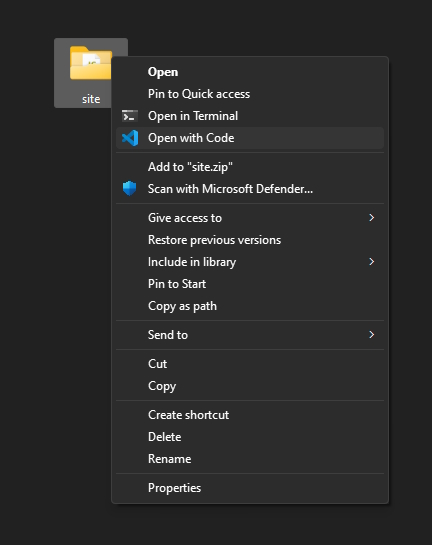 site
Open
Pin to Quick access
Open in Terminal
Open with Code
Add to "site.zip"
Scan with Microsoft Defender...
Give access to
Restore previous versions
Include in library
Pin to Start
Copy as path
Send to
Cut
Copy
Create shortcut
Delete
Rename
Properties